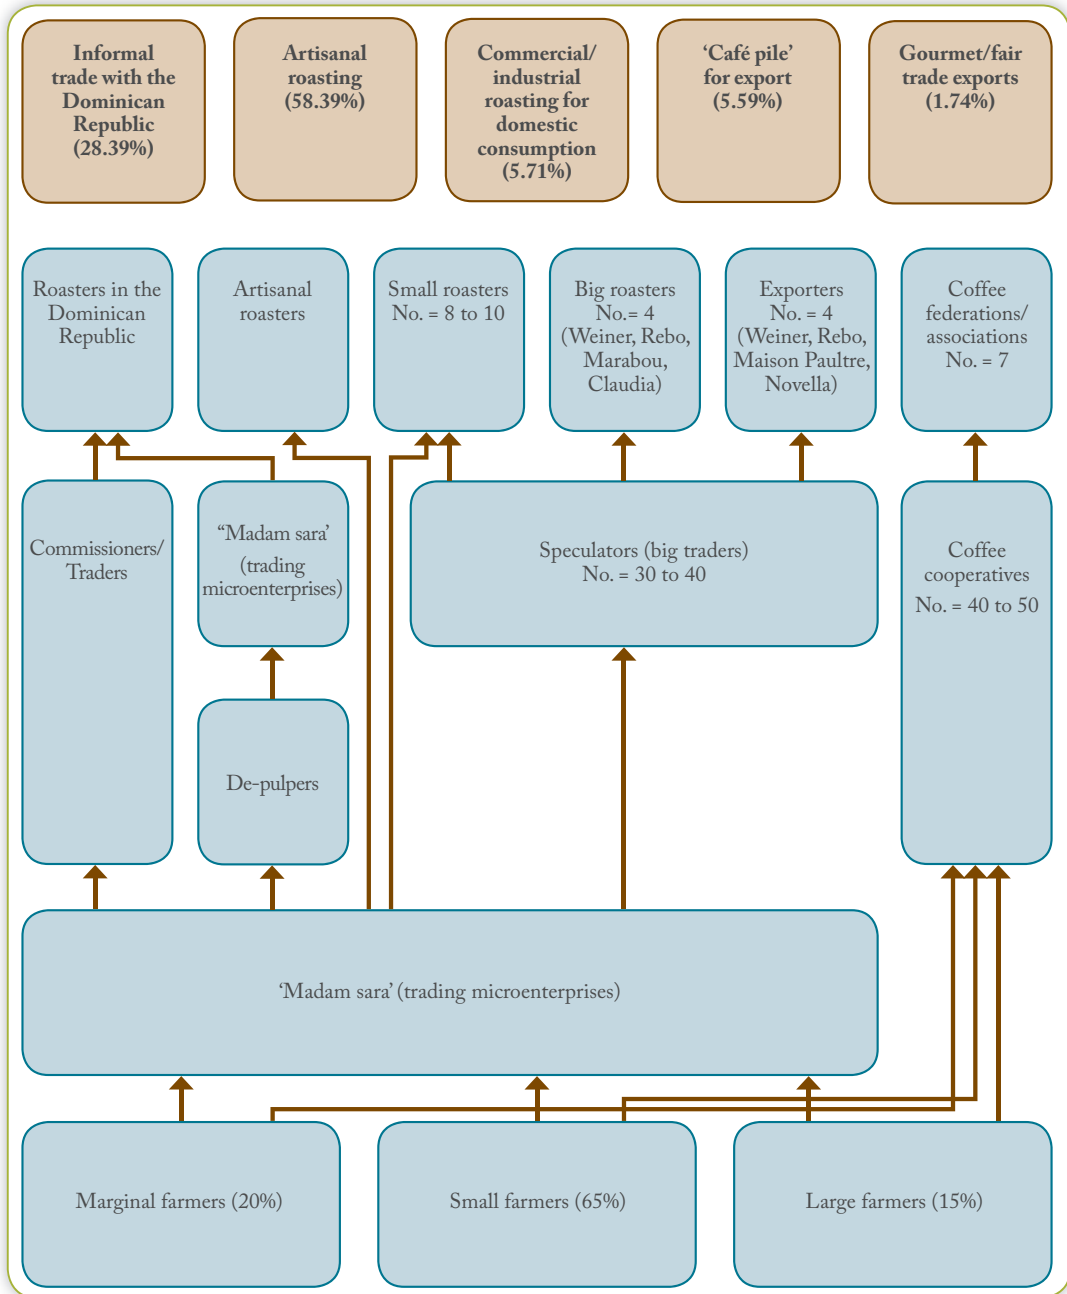 Informal
trade with the
Dominican
Republic
(28.39%)
Artisanal
roasting
(58.39%)
Commercial/
industrial
roasting for
domestic
consumption
(5.71%)
‘Café pile’
for export
(5.59%)
Gourmet/fair
trade exports
(1.74%)
Roasters in the
Dominican
Republic
Artisanal
roasters
Small roasters
No. = 8 to 10
Big roasters
No.= 4
(Weiner, Rebo,
Marabou,
Claudia)
Exporters
No. = 4
(Weiner, Rebo,
Maison Paultre,
Novella)
Coffee
federations/
associations
No. = 7
Commissioners/
Traders
“Madam sara’
(trading
microenterprises)
Speculators (big traders)
No. = 30 to 40
Coffee
cooperatives
No. = 40 to 50
De-pulpers
‘Madam sara’ (trading microenterprises)
Marginal farmers (20%)
Small farmers (65%)
Large farmers (15%)